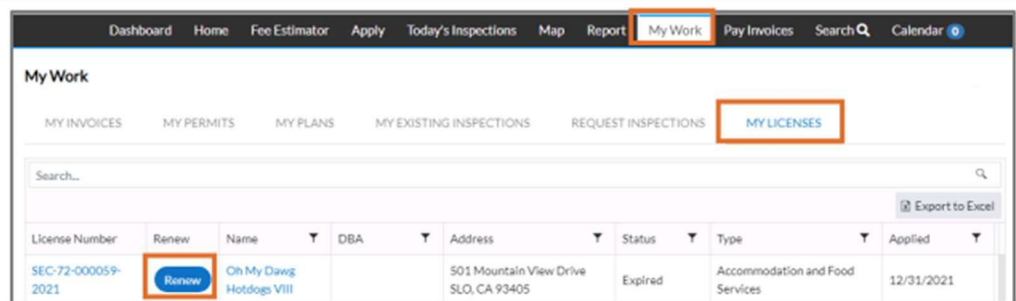 Dashboard Home Fee Estimator Apply Today's Inspections Map Report My Work Pay Invoices Search Calendar 0
My Work
MY INVOICES MY PERMITS MY PLANS MY EXISTING INSPECTIONS REQUEST INSPECTIONS MY LICENSES
Search...
Export to Excel
License Number Renew Name DBA Address Status Type Applied
SEC-72-000059-2021 Renew Oh My Dawg Hotdogs VIII 501 Mountain View Drive SLO, CA 93405 Expired Accommodation and Food Services 12/31/2021